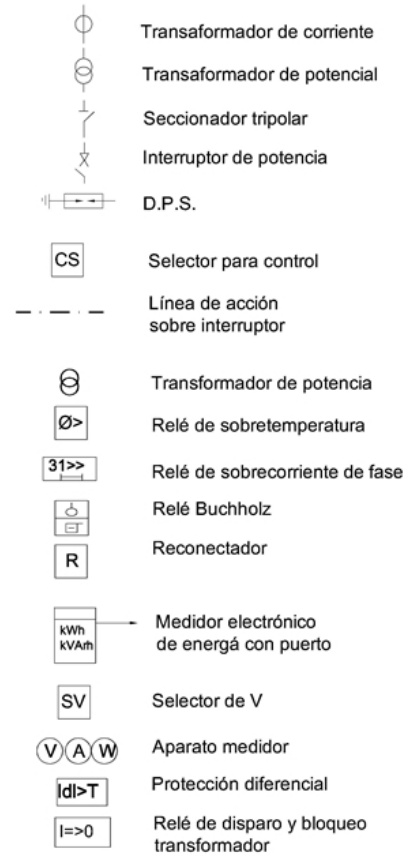 Transaformador de corriente
Transaformador de potencial
Seccionador tripolar
Interruptor de potencia
D.P.S.
CS Selector para control
Línea de acción
sobre interruptor
Transformador de potencia
Ø> Relé de sobretemperatura
31>> Relé de sobrecorriente de fase
Relé Buchholz
R Reconectador
kWh
kVArh
Medidor electrónico
de energá con puerto
SV Selector de V
V A W Aparato medidor
IdI>T Protección diferencial
I=>0 Relé de disparo y bloqueo
transformador